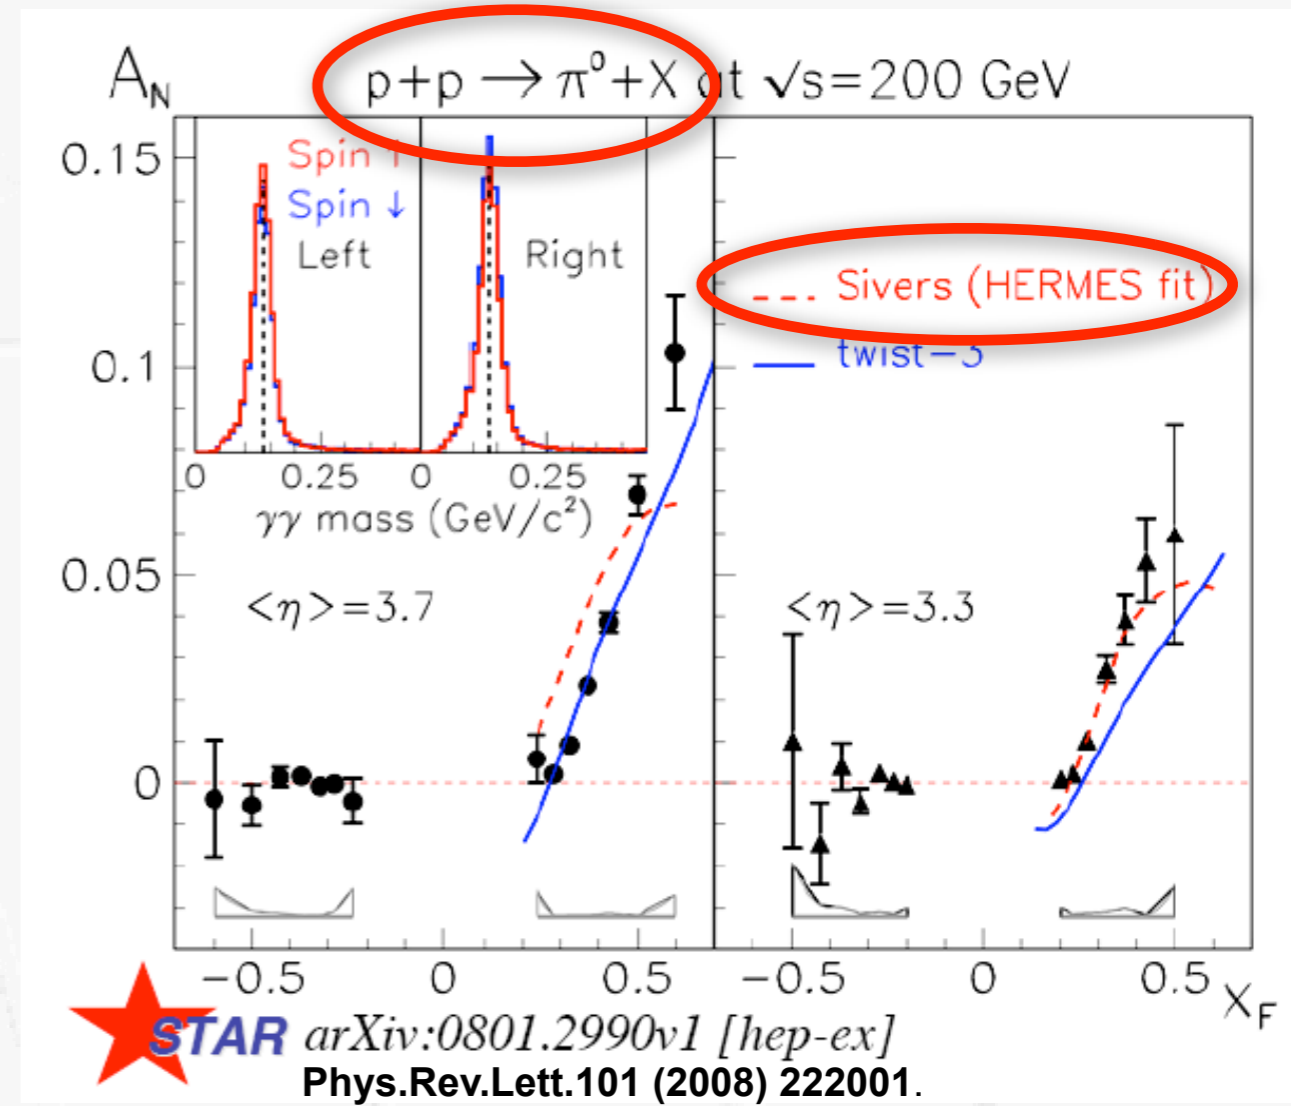 A_N p+p → π⁰+X at √s=200 GeV
0.15
0.1
0.05
0
Spin ↑
Spin ↓
Left
Right
0 0.25 0 0.25
γγ mass (GeV/c²)
Sivers (HERMES fit)
twist-3
<η>=3.7
<η>=3.3
-0.5 0 0.5 -0.5 0 0.5 X_F
STAR arXiv:0801.2990v1 [hep-ex]
Phys.Rev.Lett.101 (2008) 222001.